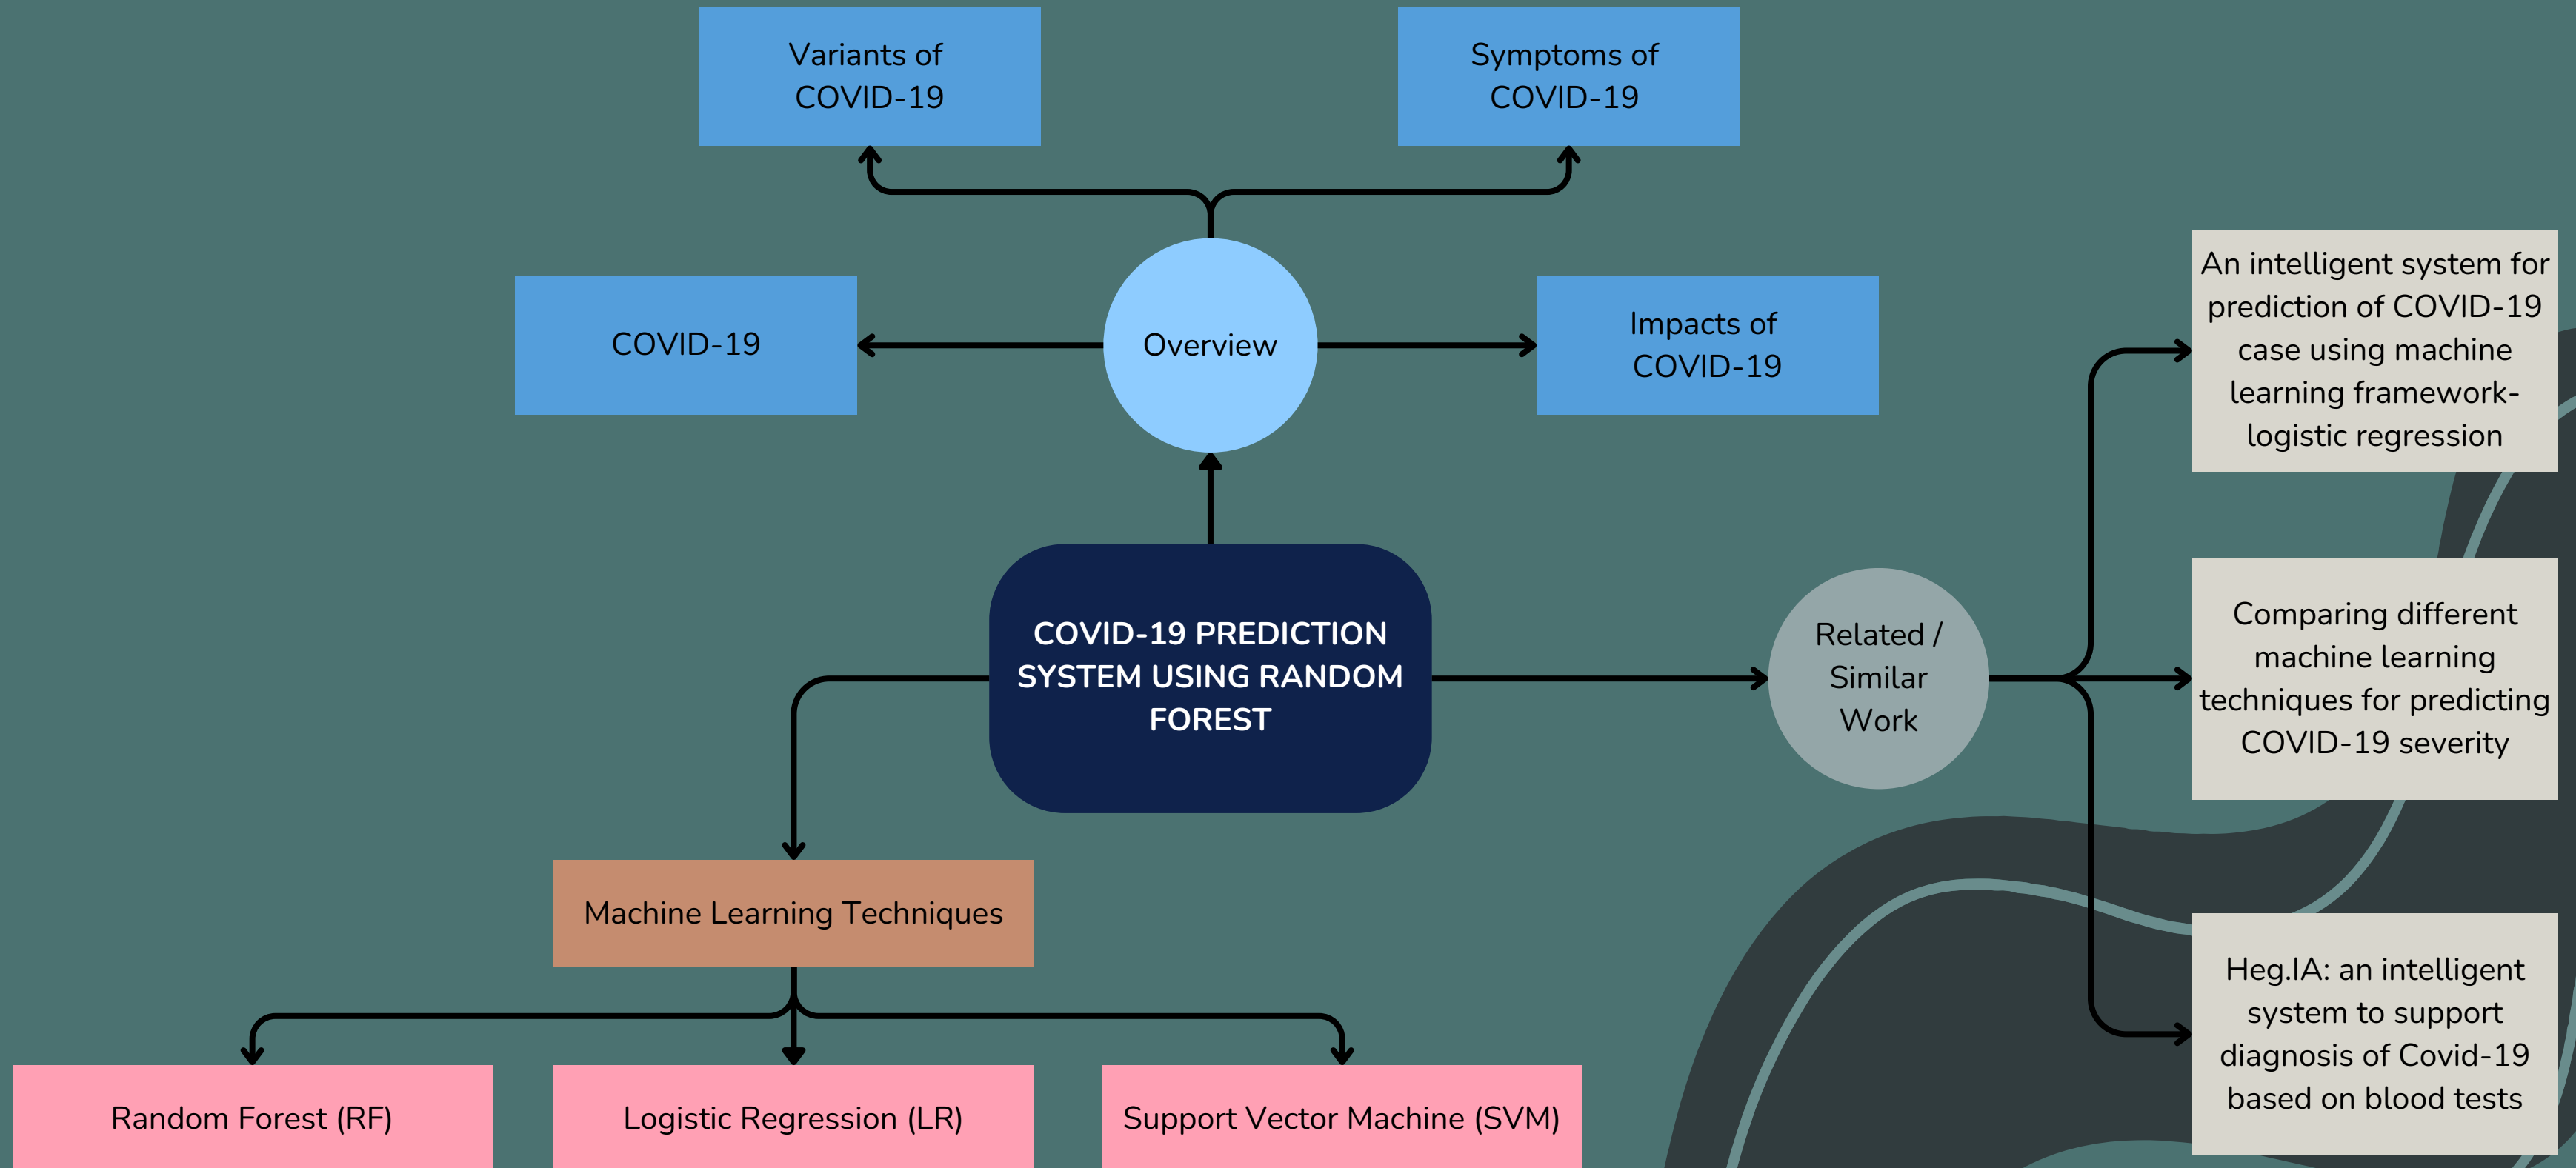 Variants of
COVID-19
Symptoms of
COVID-19
COVID-19
Overview
Impacts of
COVID-19
An intelligent system for
prediction of COVID-19
case using machine
learning framework-
logistic regression
COVID-19 PREDICTION
SYSTEM USING RANDOM
FOREST
Related /
Similar
Work
Comparing different
machine learning
techniques for predicting
COVID-19 severity
Machine Learning Techniques
Heg.IA: an intelligent
system to support
diagnosis of Covid-19
based on blood tests
Random Forest (RF)
Logistic Regression (LR)
Support Vector Machine (SVM)